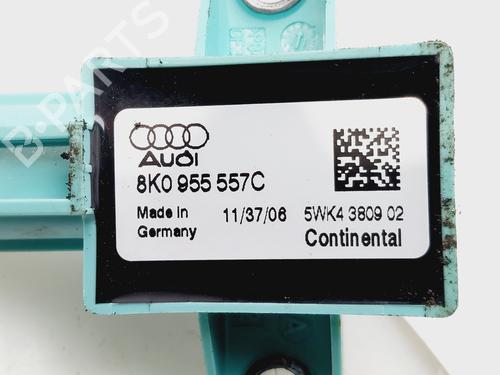 B-PARTS
Audi
8K0 955 557C
Made in Germany
11/37/06
5WK4 3809 02
Continental